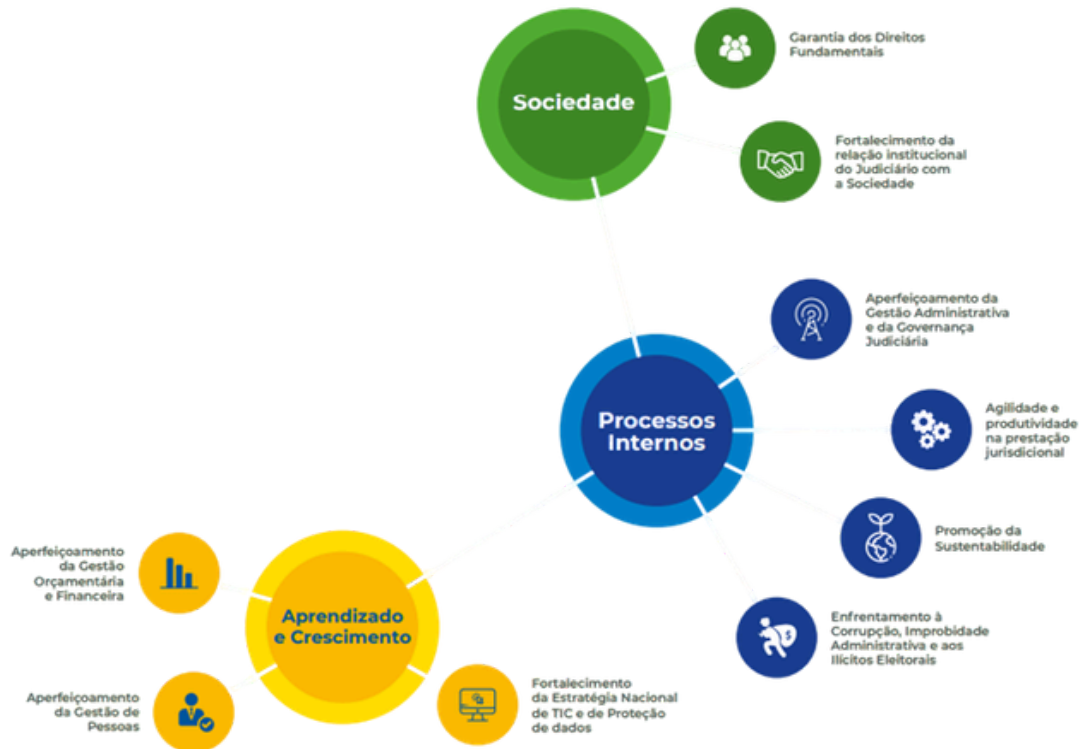 Sociedade
Garantia dos Direitos
Fundamentais
Fortalecimento da
relação institucional
do Judiciário com
a Sociedade
Processos
Internos
Aperfeiçoamento da
Gestão Administrativa
e da Governança
Judiciária
Agilidade e
produtividade
na prestação
jurisdicional
Promoção da
Sustentabilidade
Enfrentamento à
Corrupção, Improbidade
Administrativa e aos
Ilícitos Eleitorais
Aprendizado
e Crescimento
Aperfeiçoamento
da Gestão
Orçamentária
e Financeira
Aperfeiçoamento
da Gestão de
Pessoas
Fortalecimento
da Estratégia Nacional
de TIC e de Proteção
de dados
$